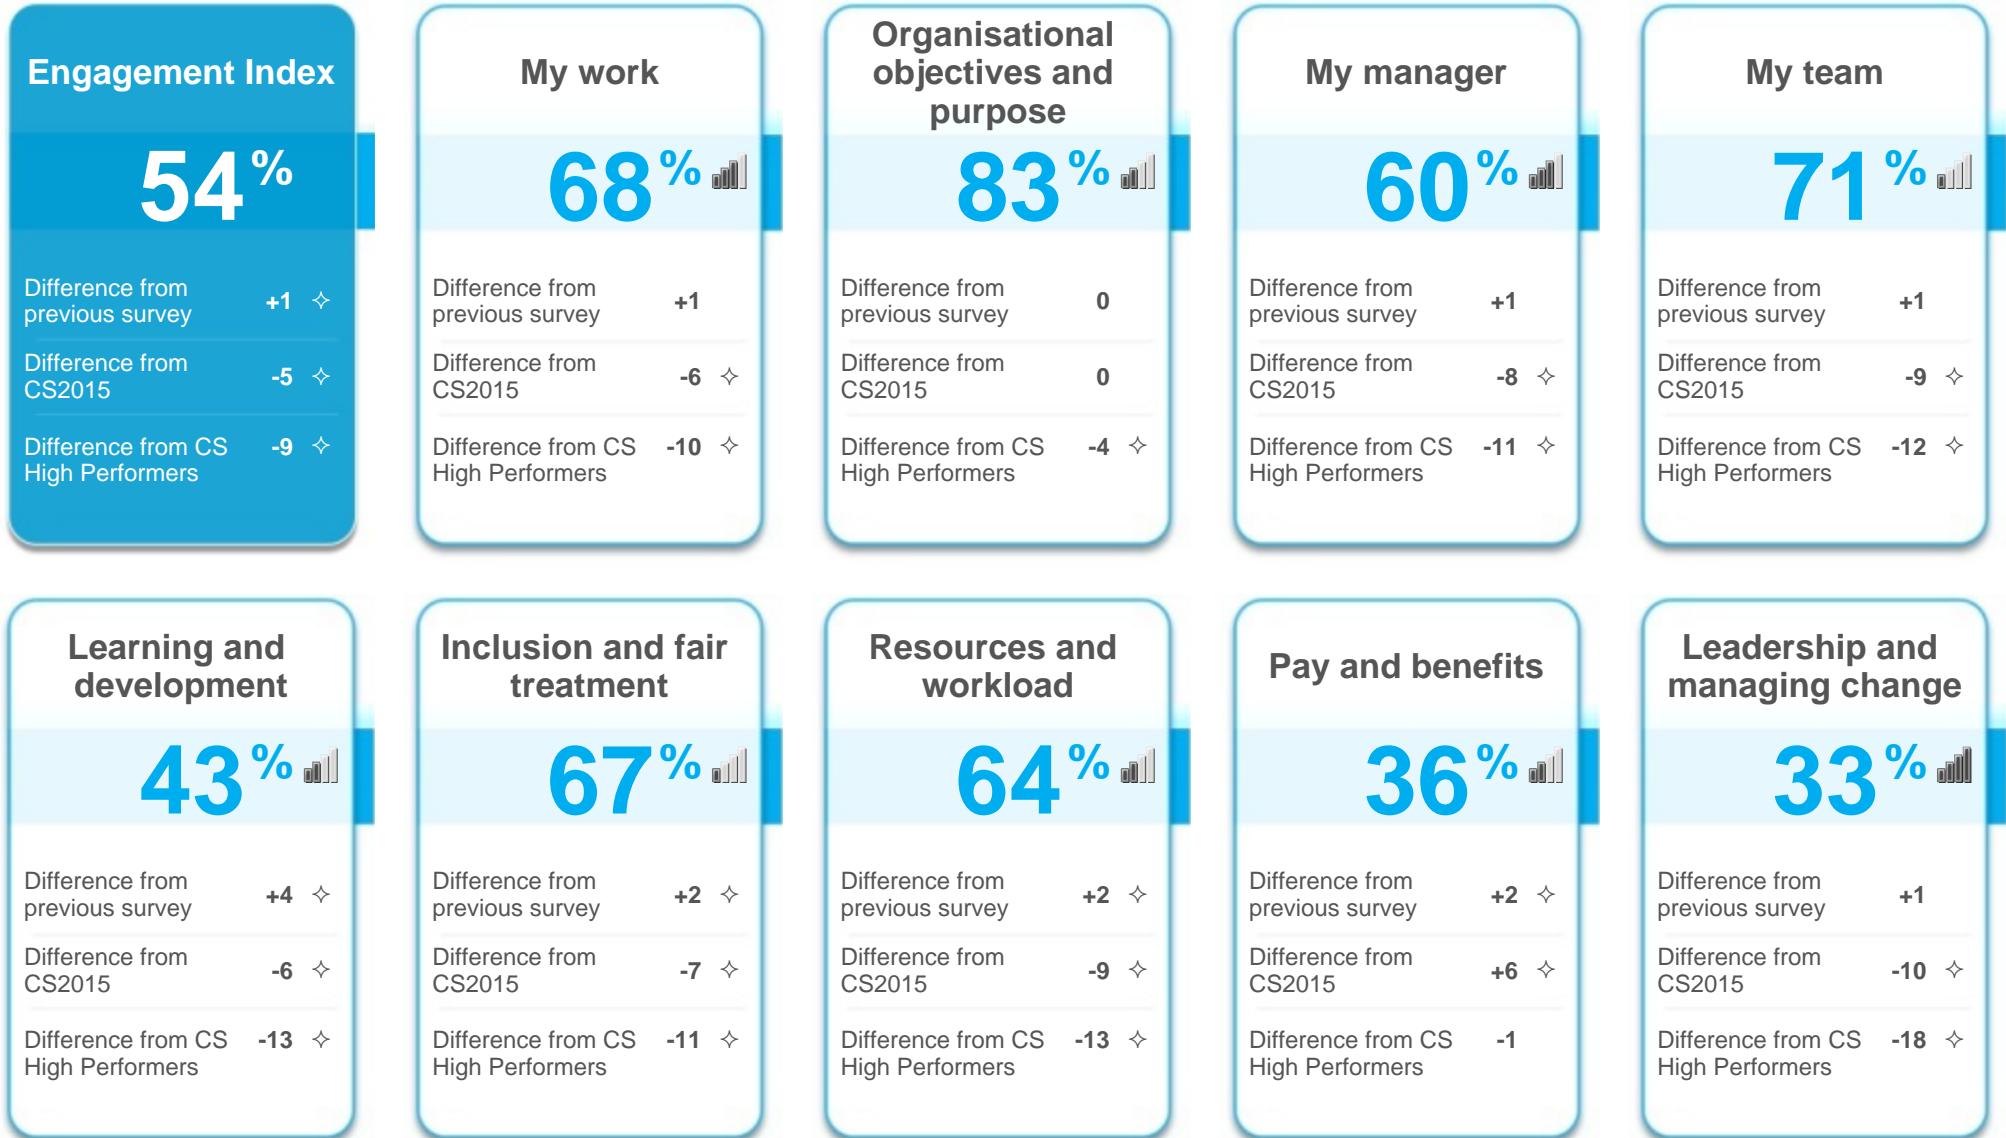 Engagement Index
54%
Difference from
previous survey +1 ✧
Difference from
CS2015 -5 ✧
Difference from CS
High Performers -9 ✧
My work
68%
Difference from
previous survey +1
Difference from
CS2015 -6 ✧
Difference from CS
High Performers -10 ✧
Organisational
objectives and
purpose
83%
Difference from
previous survey 0
Difference from
CS2015 0
Difference from CS
High Performers -4 ✧
My manager
60%
Difference from
previous survey +1
Difference from
CS2015 -8 ✧
Difference from CS
High Performers -11 ✧
My team
71%
Difference from
previous survey +1
Difference from
CS2015 -9 ✧
Difference from CS
High Performers -12 ✧
Learning and
development
43%
Difference from
previous survey +4 ✧
Difference from
CS2015 -6 ✧
Difference from CS
High Performers -13 ✧
Inclusion and fair
treatment
67%
Difference from
previous survey +2 ✧
Difference from
CS2015 -7 ✧
Difference from CS
High Performers -11 ✧
Resources and
workload
64%
Difference from
previous survey +2 ✧
Difference from
CS2015 -9 ✧
Difference from CS
High Performers -13 ✧
Pay and benefits
36%
Difference from
previous survey +2 ✧
Difference from
CS2015 +6 ✧
Difference from CS
High Performers -1
Leadership and
managing change
33%
Difference from
previous survey +1
Difference from
CS2015 -10 ✧
Difference from CS
High Performers -18 ✧